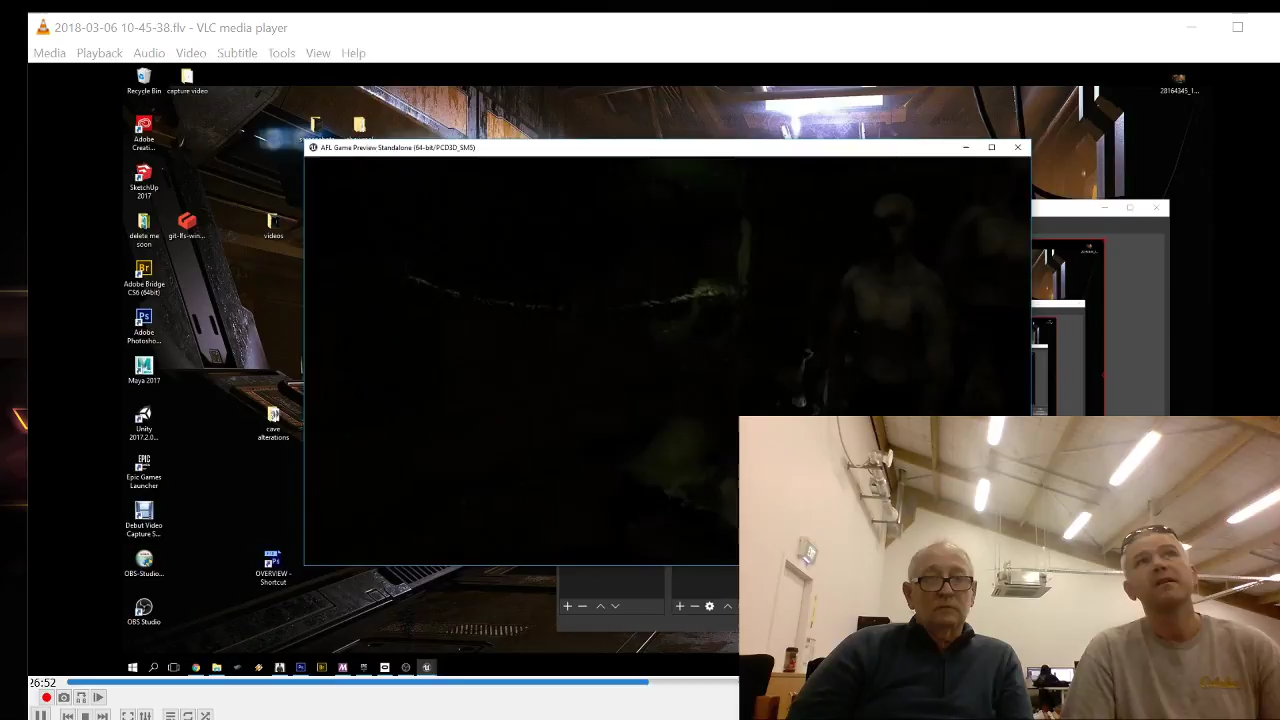 2018-03-06 10-45-38.flv - VLC media player
Media Playback Audio Video Subtitle Tools View Help
Recycle Bin
capture video
28164345_1...
Adobe
Creati...
AFL Game Preview Standalone (64-bit/PCD3D_SM5)
SketchUp
2017
delete me
soon
git-lfs-win...
videos
Adobe Bridge
CS6 (64bit)
Adobe
Photosho...
Maya 2017
Unity
2017.2.0...
cave
alterations
Epic Games
Launcher
Debut Video
Capture S...
OBS-Studio...
OVERVIEW -
Shortcut
OBS Studio
26:52